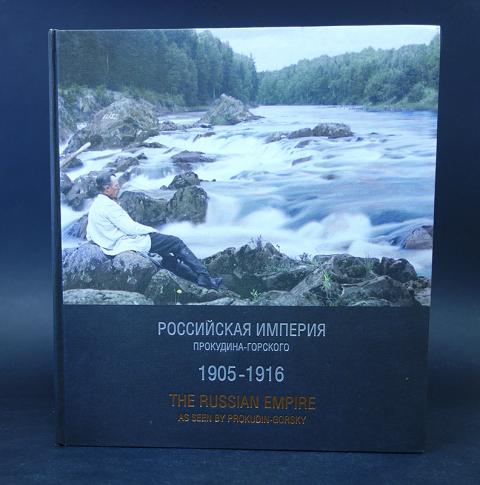 РОССИЙСКАЯ ИМПЕРИЯ
ПРОКУДИНА-ГОРСКОГО
1905-1916
THE RUSSIAN EMPIRE
AS SEEN BY PROKUDIN-GORSKY